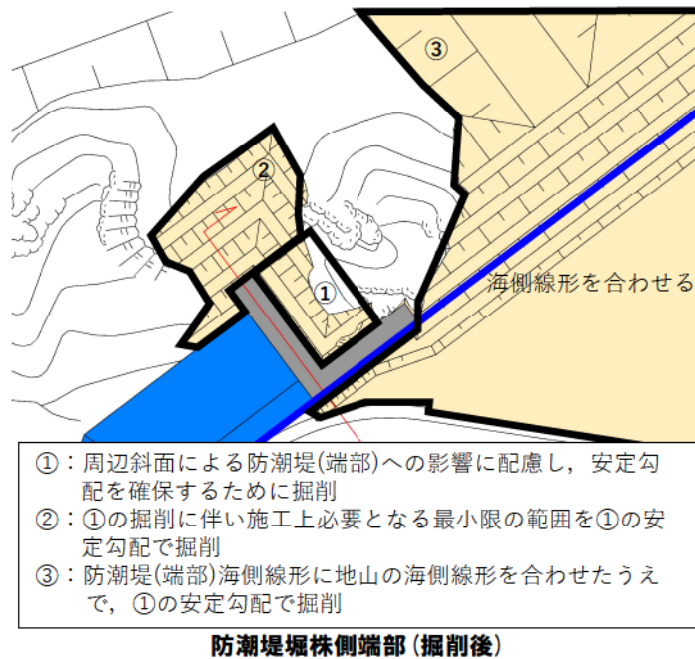 ③
②
①
海側線形を合わせる
①：周辺斜面による防潮堤(端部)への影響に配慮し，安定勾
配を確保するために掘削
②：①の掘削に伴い施工上必要となる最小限の範囲を①の安
定勾配で掘削
③：防潮堤(端部)海側線形に地山の海側線形を合わせたうえ
で，①の安定勾配で掘削
防潮堤堀株側端部(掘削後)